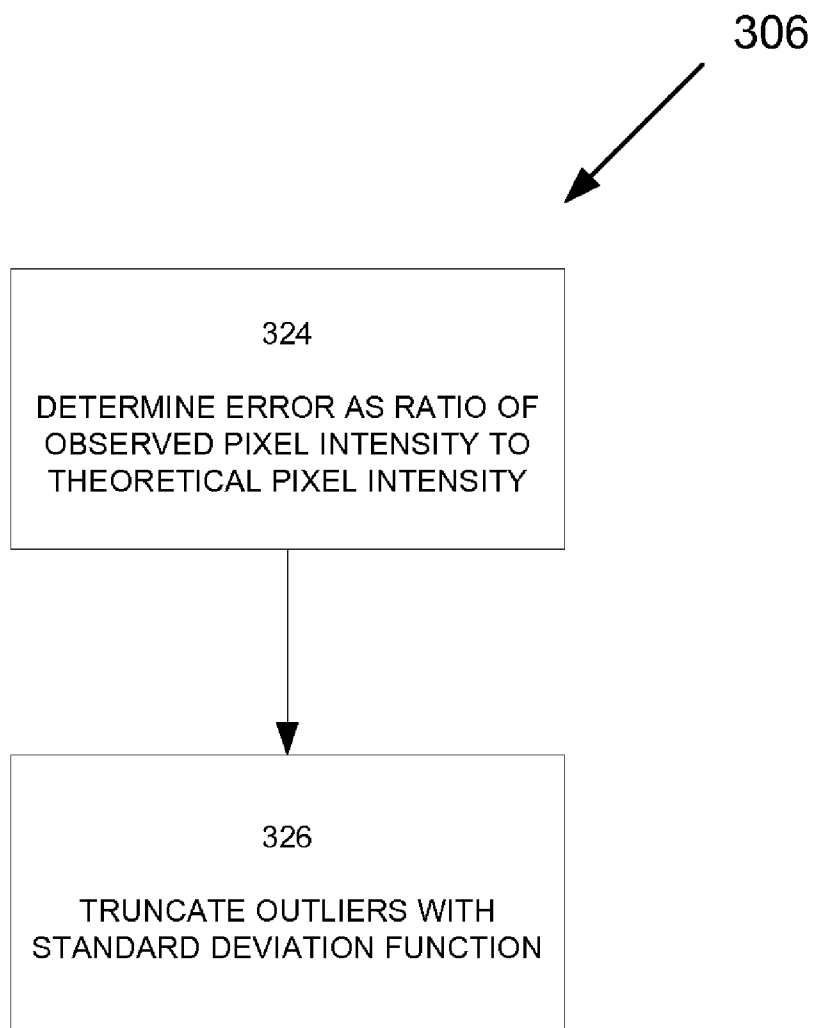 306
324
DETERMINE ERROR AS RATIO OF
OBSERVED PIXEL INTENSITY TO
THEORETICAL PIXEL INTENSITY
326
TRUNCATE OUTLIERS WITH
STANDARD DEVIATION FUNCTION